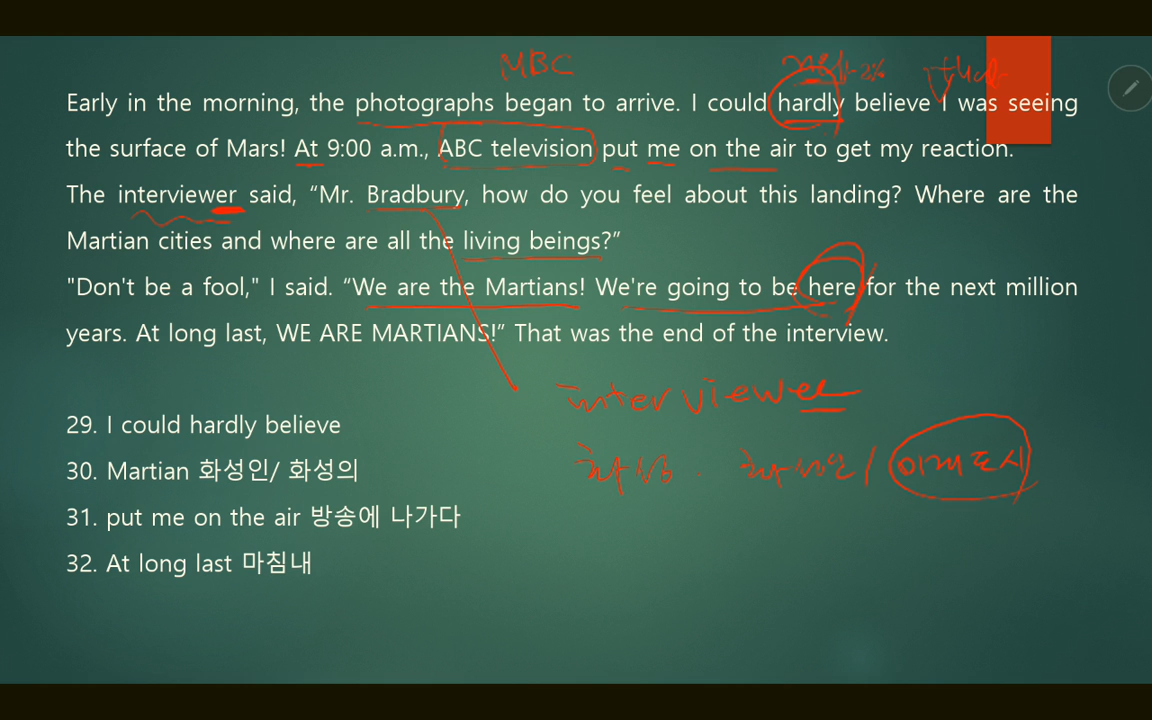 MBC
Early in the morning, the photographs began to arrive. I could hardly believe I was seeing
the surface of Mars! At 9:00 a.m., ABC television put me on the air to get my reaction.
The interviewer said, “Mr. Bradbury, how do you feel about this landing? Where are the
Martian cities and where are all the living beings?”
"Don't be a fool," I said. “We are the Martians! We're going to be here for the next million
years. At long last, WE ARE MARTIANS!” That was the end of the interview.
interviewee
29. I could hardly believe
화성인 /
30. Martian 화성인/ 화성의
31. put me on the air 방송에 나가다
32. At long last 마침내